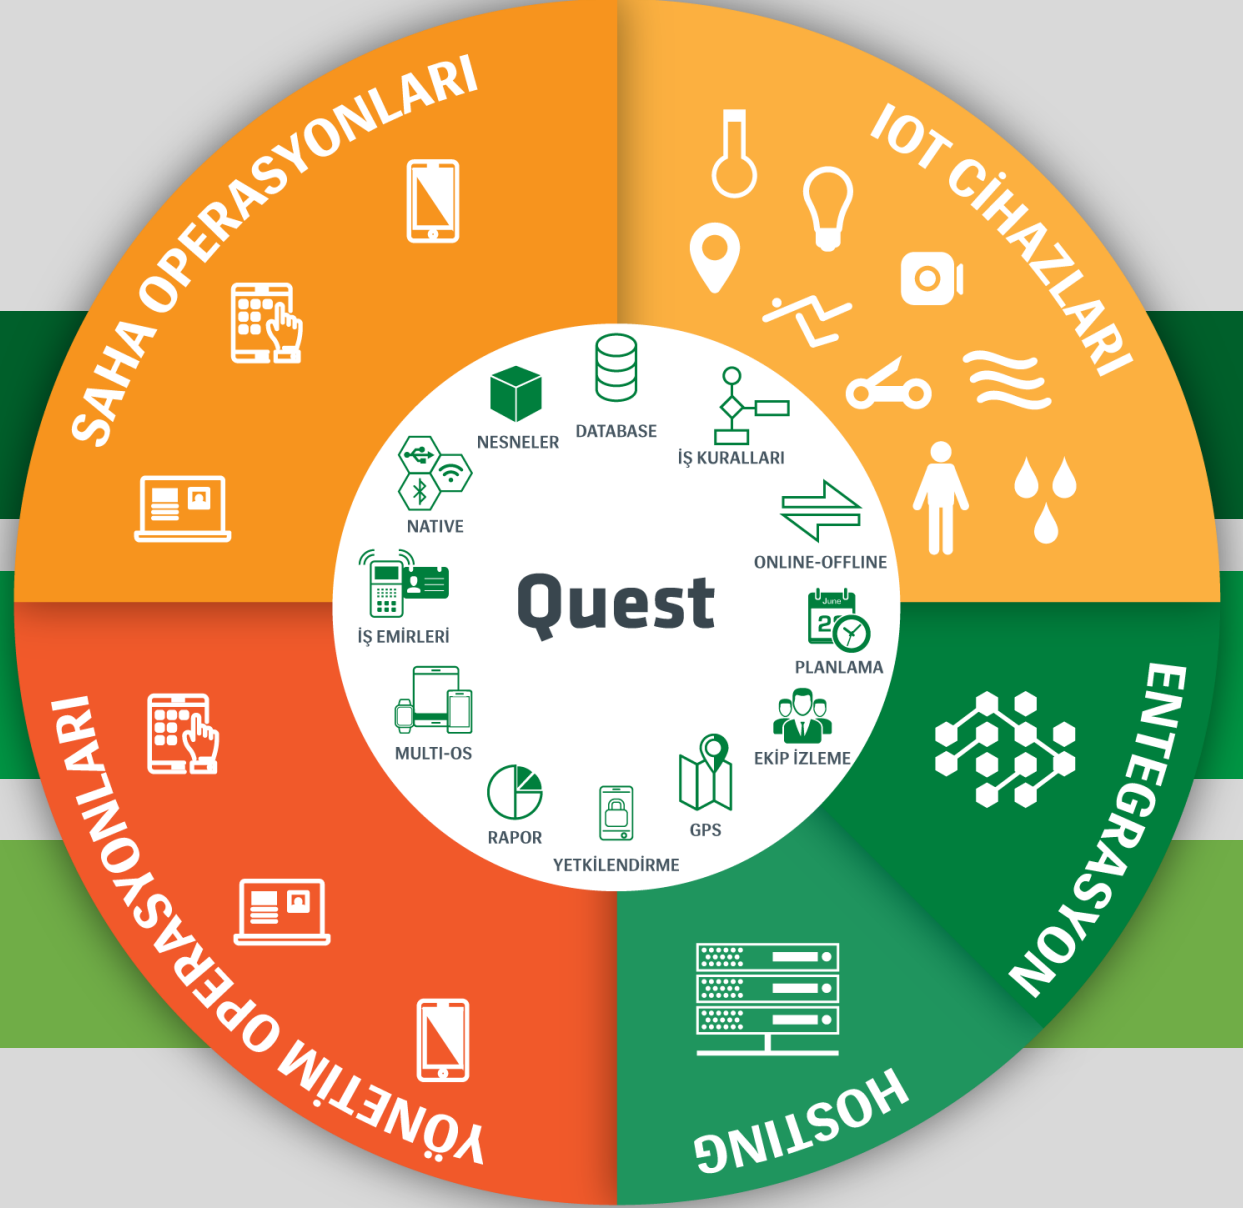 SAHA OPERASYONLARI
IOT CİHAZLARI
DATABASE
NESNELER
İŞ KURALLARI
NATIVE
ONLINE-OFFLINE
Quest
June
İŞ EMİRLERİ
PLANLAMA
MULTI-OS
EKİP İZLEME
RAPOR
GPS
YETKİLENDİRME
ENTEGRASYON
YÖNETİM OPERASYONLARI
HOSTING